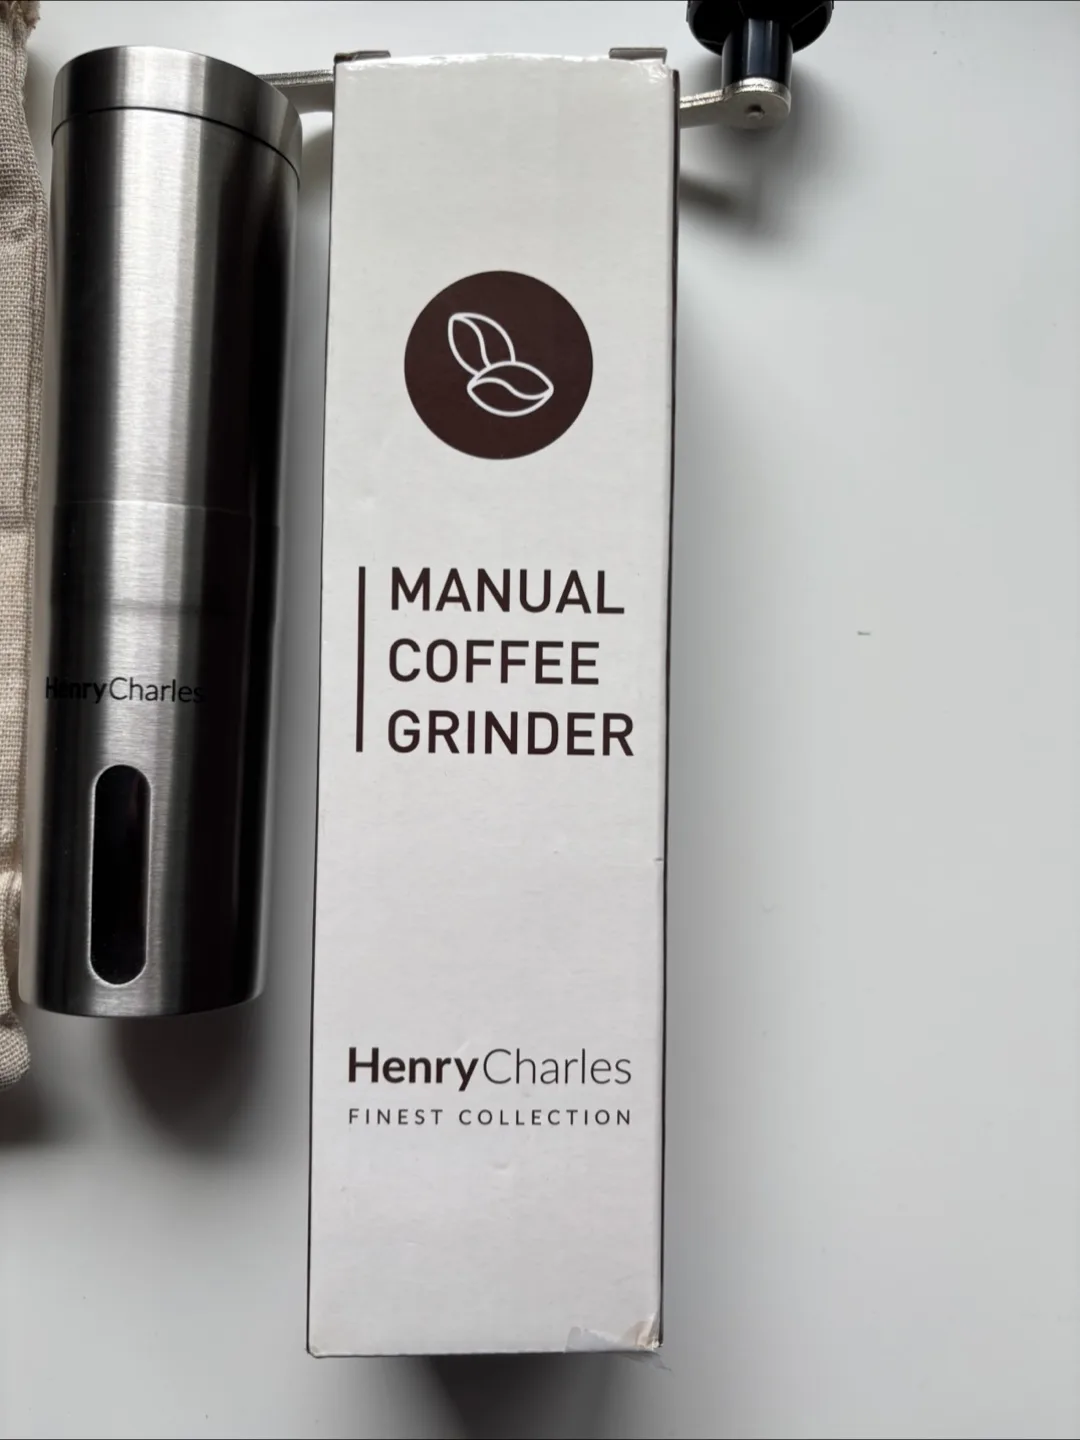 HenryCharles
MANUAL
COFFEE
GRINDER
HenryCharles
FINEST COLLECTION